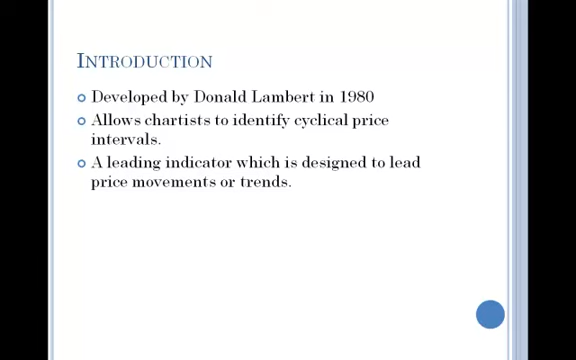 INTRODUCTION
Developed by Donald Lambert in 1980
Allows chartists to identify cyclical price
intervals.
A leading indicator which is designed to lead
price movements or trends.